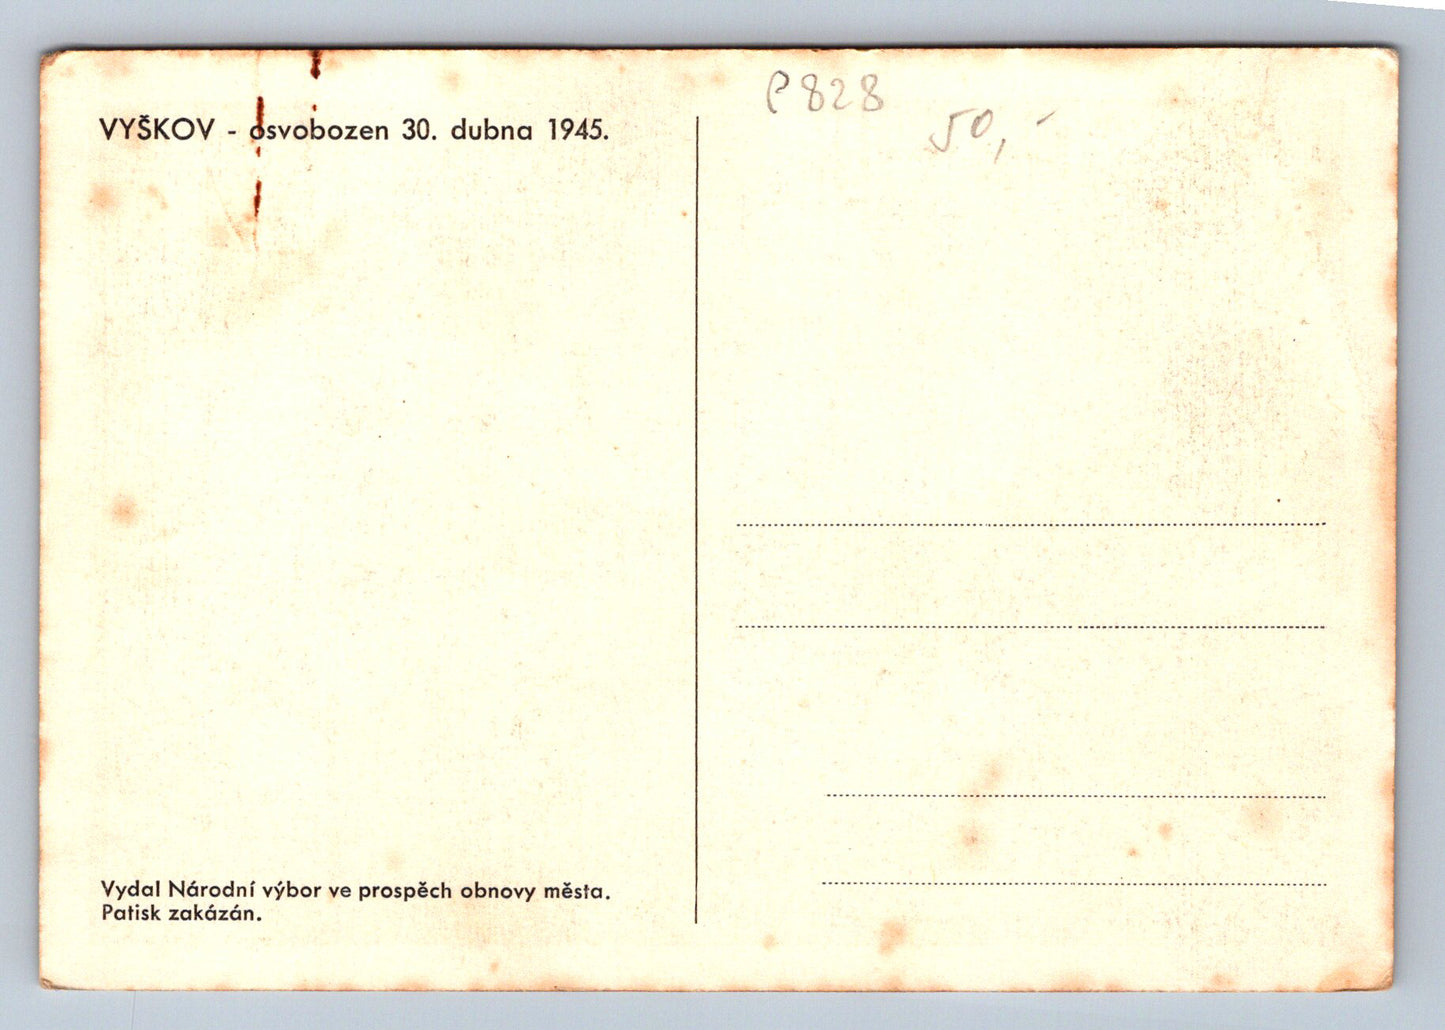 VYŠKOV - osvobozen 30. dubna 1945.
P828
50,-
Vydal Národní výbor ve prospěch obnovy města.
Patisk zakázán.